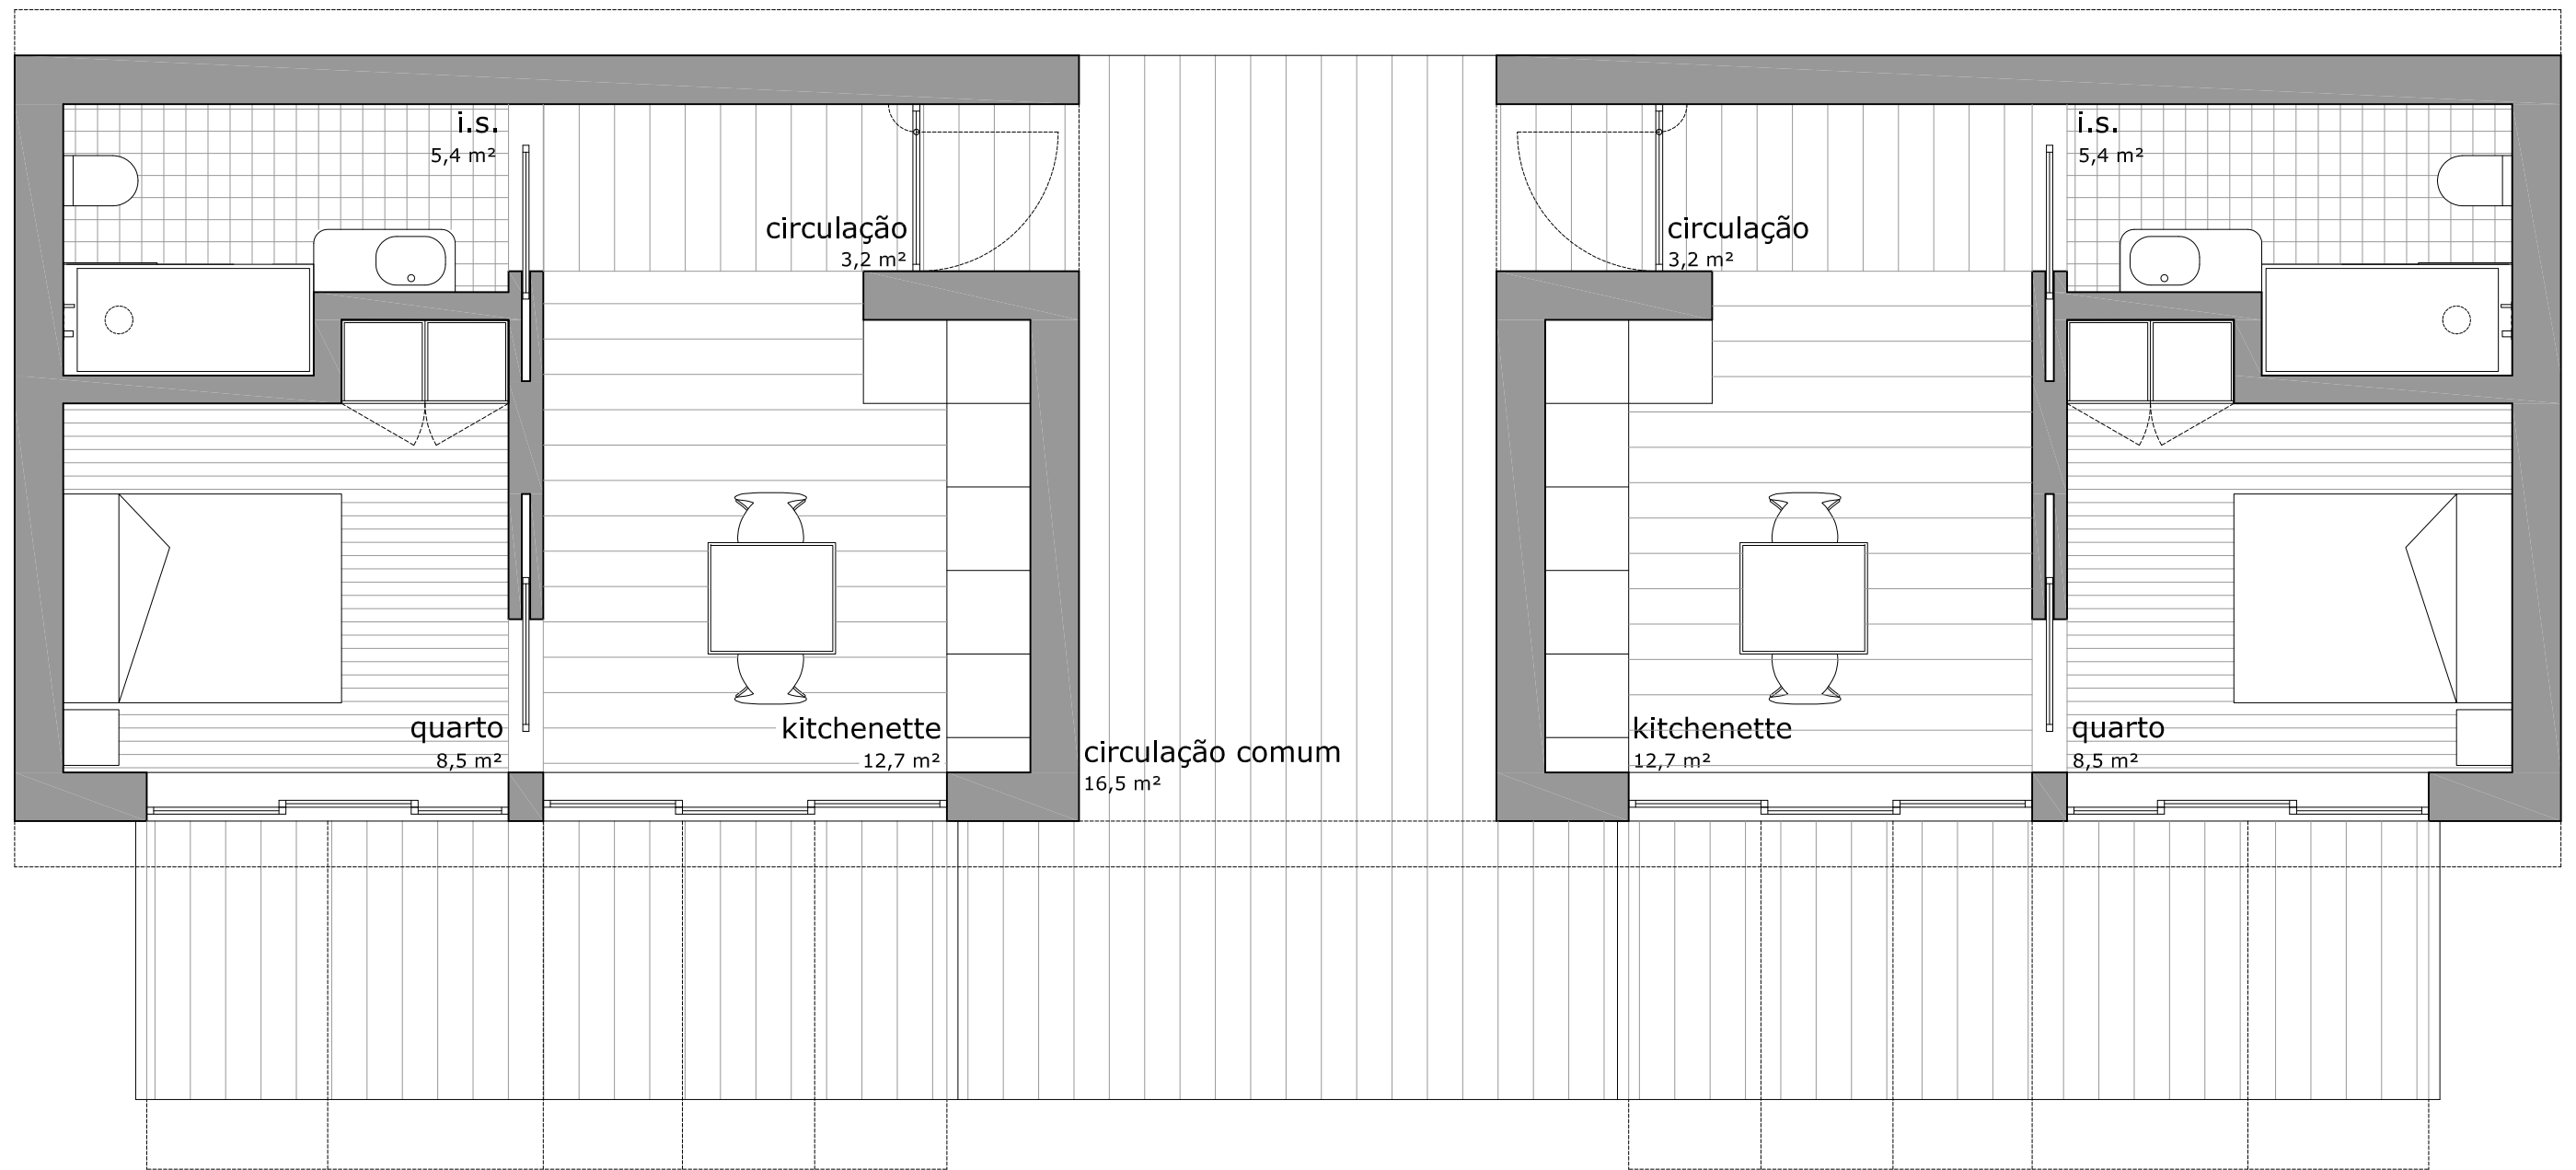 i.s.
5,4 m²
circulação
3,2 m²
quarto
8,5 m²
kitchenette
12,7 m²
circulação comum
16,5 m²
i.s.
5,4 m²
circulação
3,2 m²
kitchenette
12,7 m²
quarto
8,5 m²